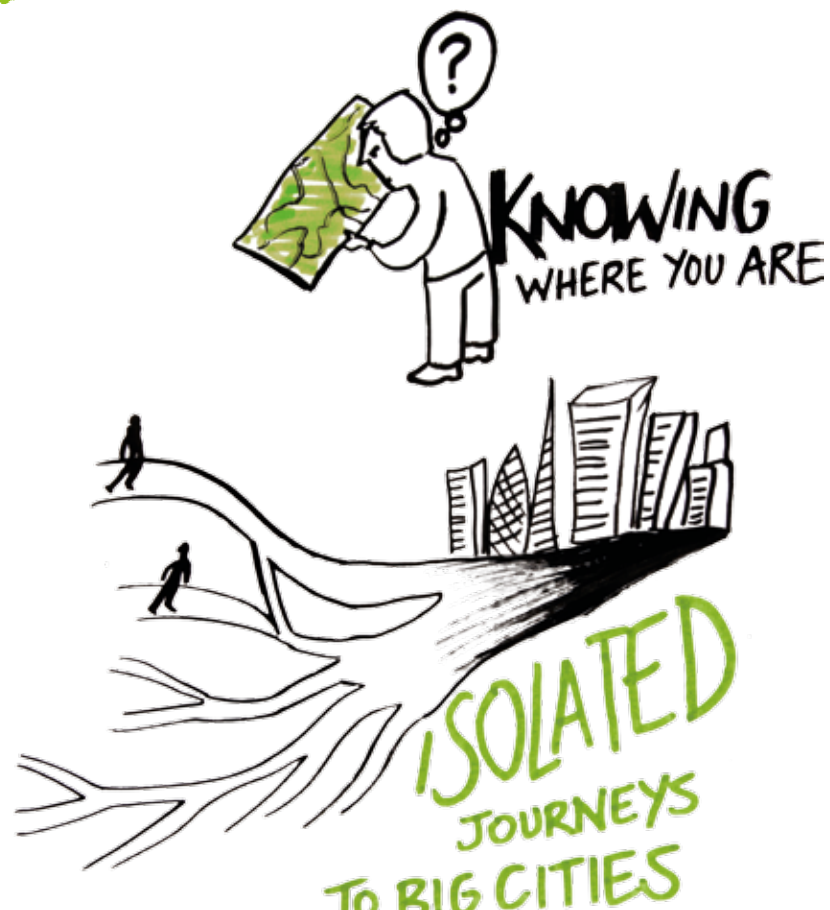 ?
KNOWING
WHERE YOU ARE
ISOLATED
JOURNEYS
TO BIG CITIES